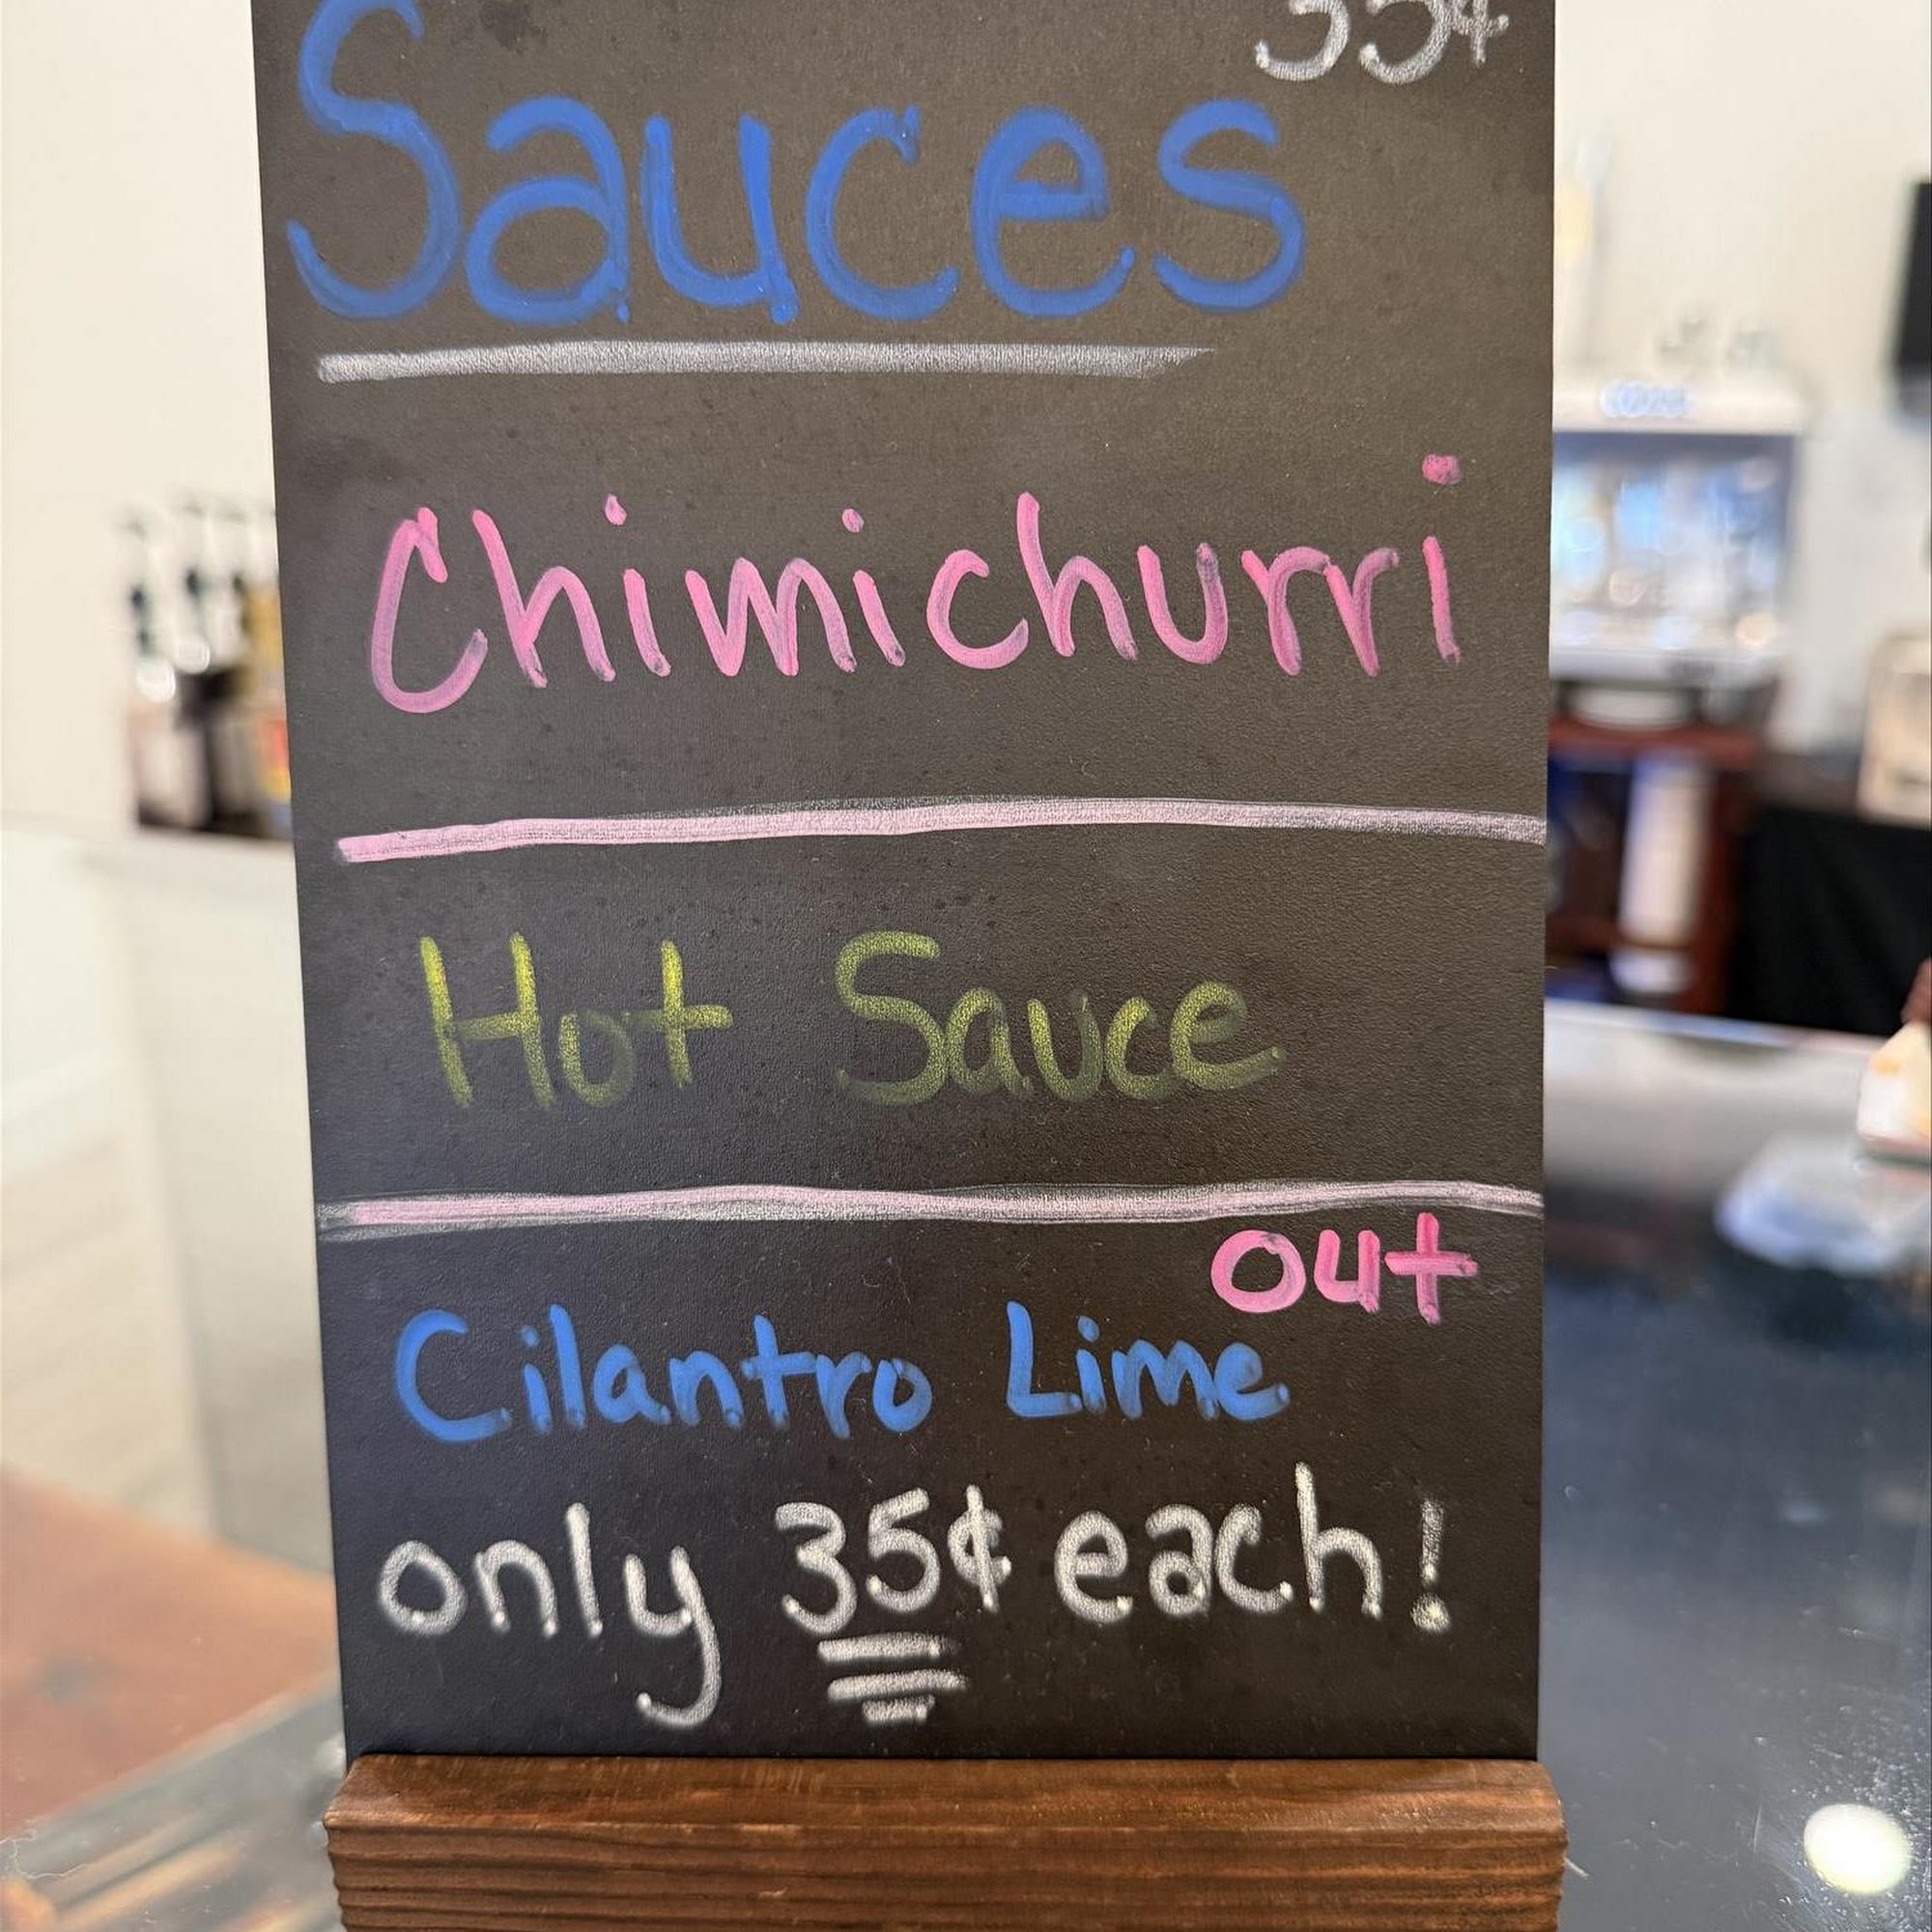 35¢
Sauces
Chimichurri
Hot Sauce
out
Cilantro Lime
only 35¢ each!